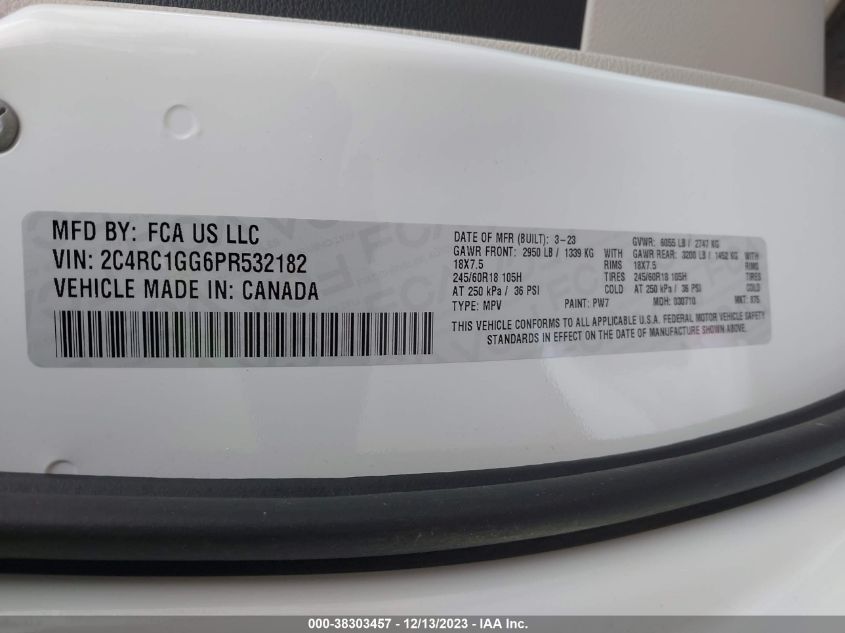 MFD BY: FCA US LLC
VIN: 2C4RC1GG6PR532182
VEHICLE MADE IN: CANADA
DATE OF MFR (BUILT): 3-23 GVWR: 6055 LB / 2747 KG
GAWR FRONT: 2950 LB / 1339 KG WITH GAWR REAR: 3200 LB / 1452 KG WITH
18X7.5 RIMS 18X7.5 RIMS
245/60R18 105H TIRES 245/60R18 105H TIRES
AT 250 kPa / 36 PSI COLD AT 250 kPa / 36 PSI COLD
TYPE: MPV PAINT: PW7 MDH: 030710 MKT:
THIS VEHICLE CONFORMS TO ALL APPLICABLE U.S.A. FEDERAL MOTOR VEHICLE SAFETY
STANDARDS IN EFFECT ON THE DATE OF MANUFACTURE SHOWN ABOVE.
000-38303457 - 12/13/2023 - IAA Inc.